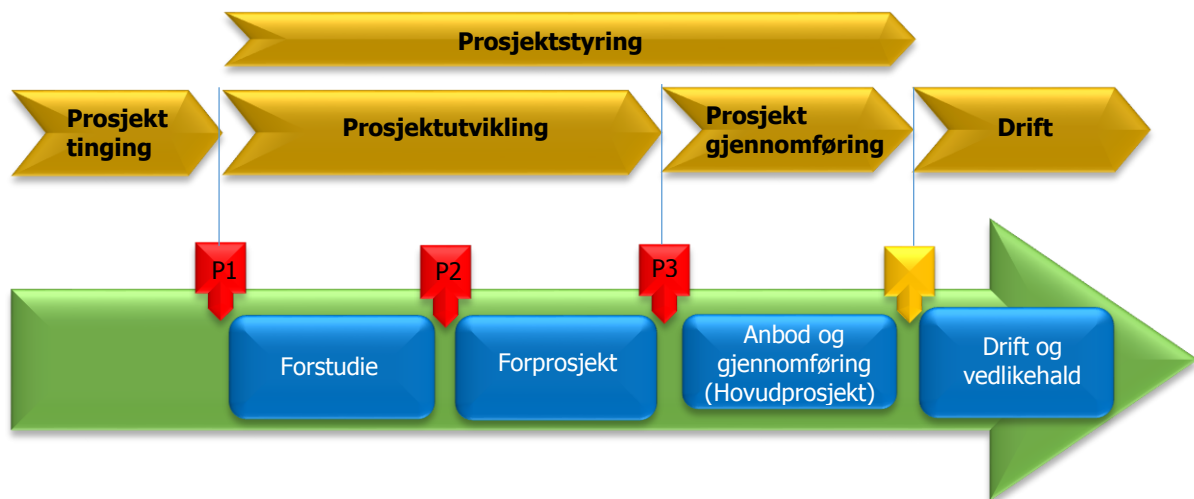 Prosjektstyring
Prosjekt
tinging
Prosjektutvikling
Prosjekt
gjennomføring
Drift
P1
P2
P3
Forstudie
Forprosjekt
Anbod og
gjennomføring
(Hovudprosjekt)
Drift og
vedlikehald